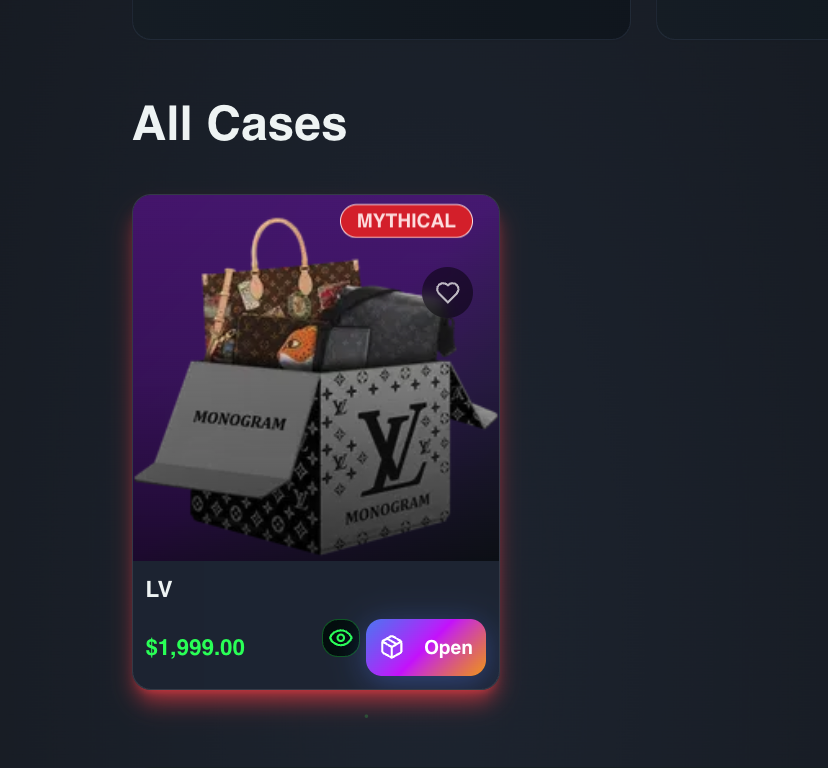 All Cases
MYTHICAL
MONOGRAM
LV
MONOGRAM
LV
$1,999.00
Open